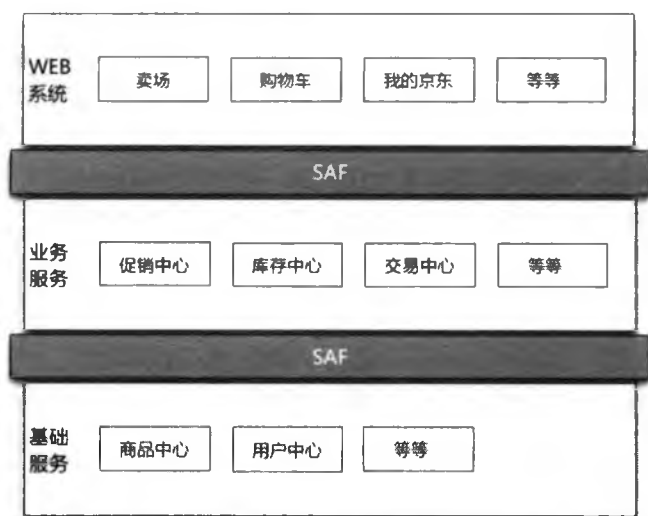 WEB
系统
卖场
购物车
我的京东
等等
SAF
业务
服务
促销中心
库存中心
交易中心
等等
SAF
基础
服务
商品中心
用户中心
等等